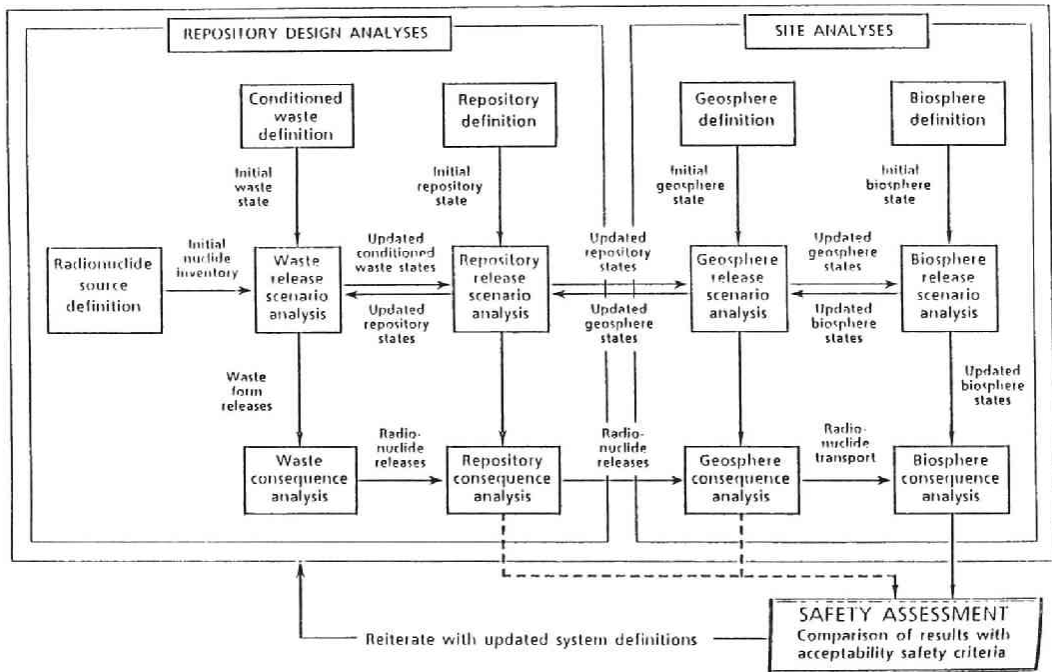 REPOSITORY DESIGN ANALYSES
SITE ANALYSES
Conditioned
waste
definition
Repository
definition
Geosphere
definition
Biosphere
definition
Initial
waste
state
Initial
repository
state
Initial
geosphere
state
Initial
biosphere
state
Radionuclide
source
definition
Initial
nuclide
inventory
Waste
release
scenario
analysis
Updated
conditioned
waste states
Updated
repository
states
Repository
release
scenario
analysis
Updated
repository
states
Updated
geosphere
states
Geosphere
release
scenario
analysis
Updated
geosphere
states
Updated
biosphere
states
Biosphere
release
scenario
analysis
Waste
form
releases
Updated
biosphere
states
Waste
consequence
analysis
Radio-
nuclide
releases
Repository
consequence
analysis
Radio-
nuclide
releases
Geosphere
consequence
analysis
Radio-
nuclide
transport
Biosphere
consequence
analysis
Reiterate with updated system definitions
SAFETY ASSESSMENT
Comparison of results with
acceptability safety criteria